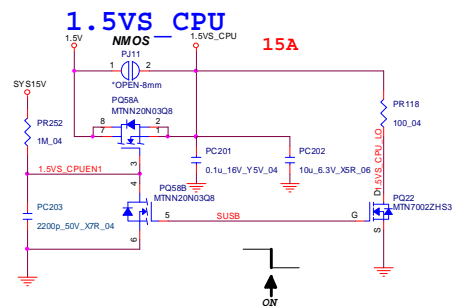 1.5VS_CPU
1.5V
NMOS
1.5VS_CPU
15A
PJ11
1
2
*OPEN-8mm
SYS15V
PQ58A
MTNN20N03Q8
8
7
2
1
3
PR252
1M_04
PR118
100_04
1.5VS_CPUEN1
PC201
0.1u_16V_Y5V_04
PC202
10u_6.3V_X5R_06
1.5VS_CPU_LO
4
PQ58B
MTNN20N03Q8
PC203
2200p_50V_X7R_04
5
SUSB
6
D
G
S
PQ22
MTN7002ZHS3
ON